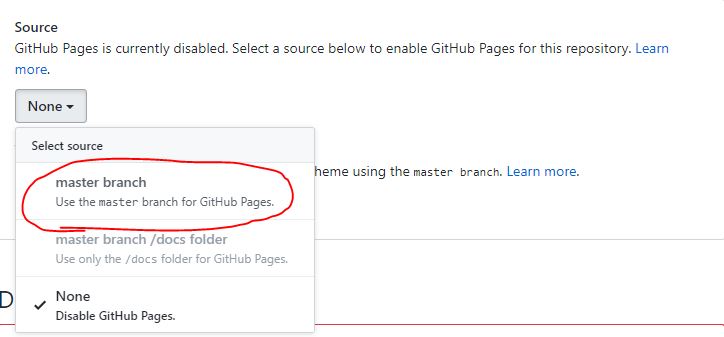 Source
GitHub Pages is currently disabled. Select a source below to enable GitHub Pages for this repository. Learn
more.
None
Select source
heme using the master branch. Learn more.
master branch
Use the master branch for GitHub Pages.
master branch /docs folder
Use only the /docs folder for GitHub Pages.
None
D
Disable GitHub Pages.